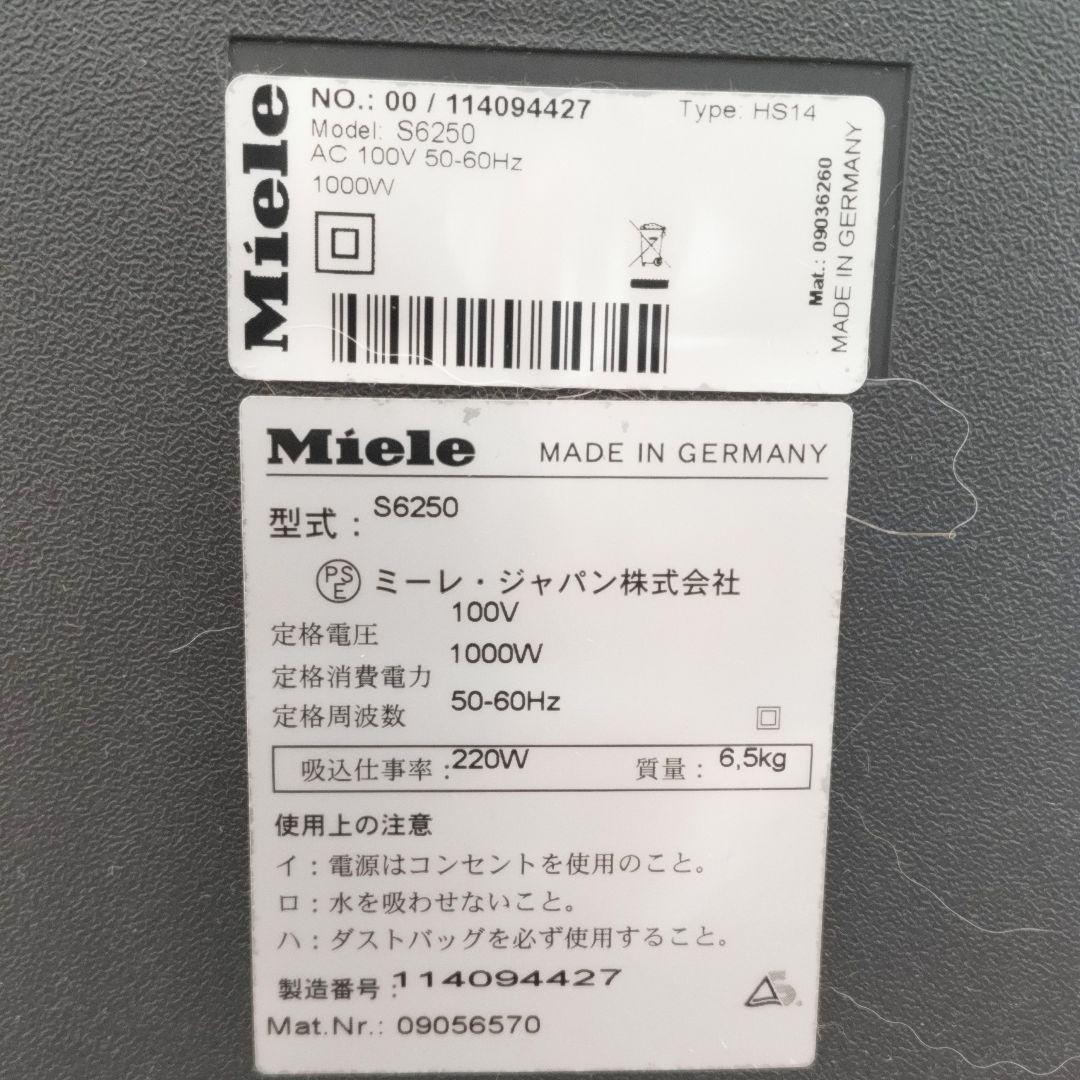 Miele
NO.: 00 / 114094427
Type: HS14
Model: S6250
AC 100V 50-60Hz
1000W
Mat.: 09036260
MADE IN GERMANY
Miele
MADE IN GERMANY
型式 : S6250
PSE ミーレ・ジャパン株式会社
定格電圧 100V
定格消費電力 1000W
定格周波数 50-60Hz
吸込仕事率 : 220W 質量 : 6,5kg
使用上の注意
イ : 電源はコンセントを使用のこと。
ロ : 水を吸わせないこと。
ハ : ダストバッグを必ず使用すること。
製造番号 : 114094427
Mat.Nr.: 09056570